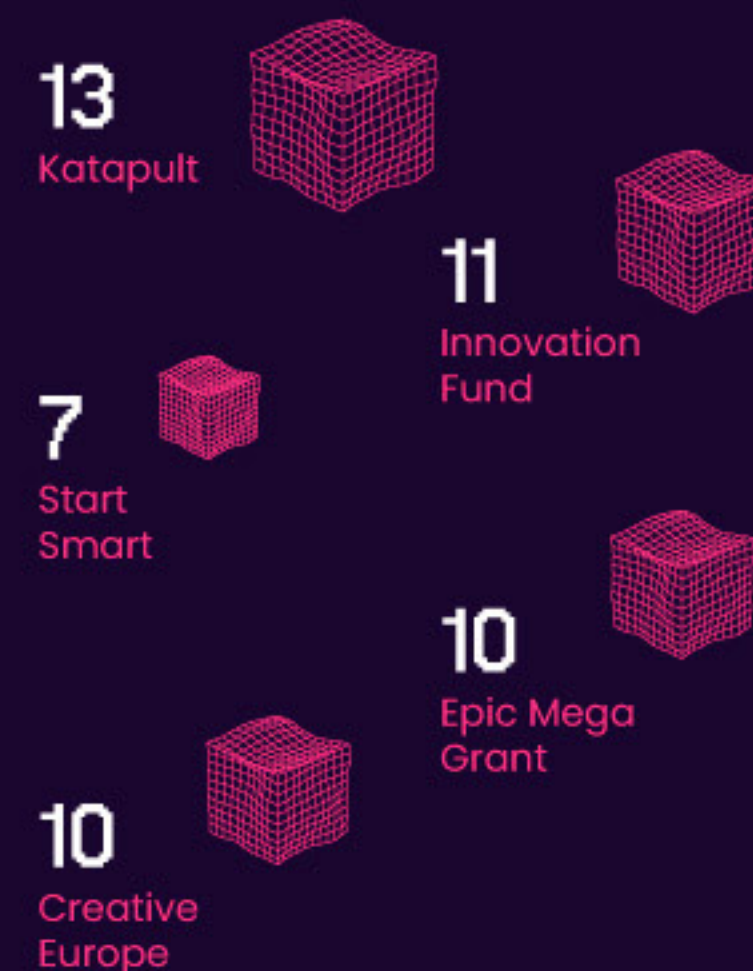 13
Katapult
11
Innovation
Fund
7
Start
Smart
10
Epic Mega
Grant
10
Creative
Europe